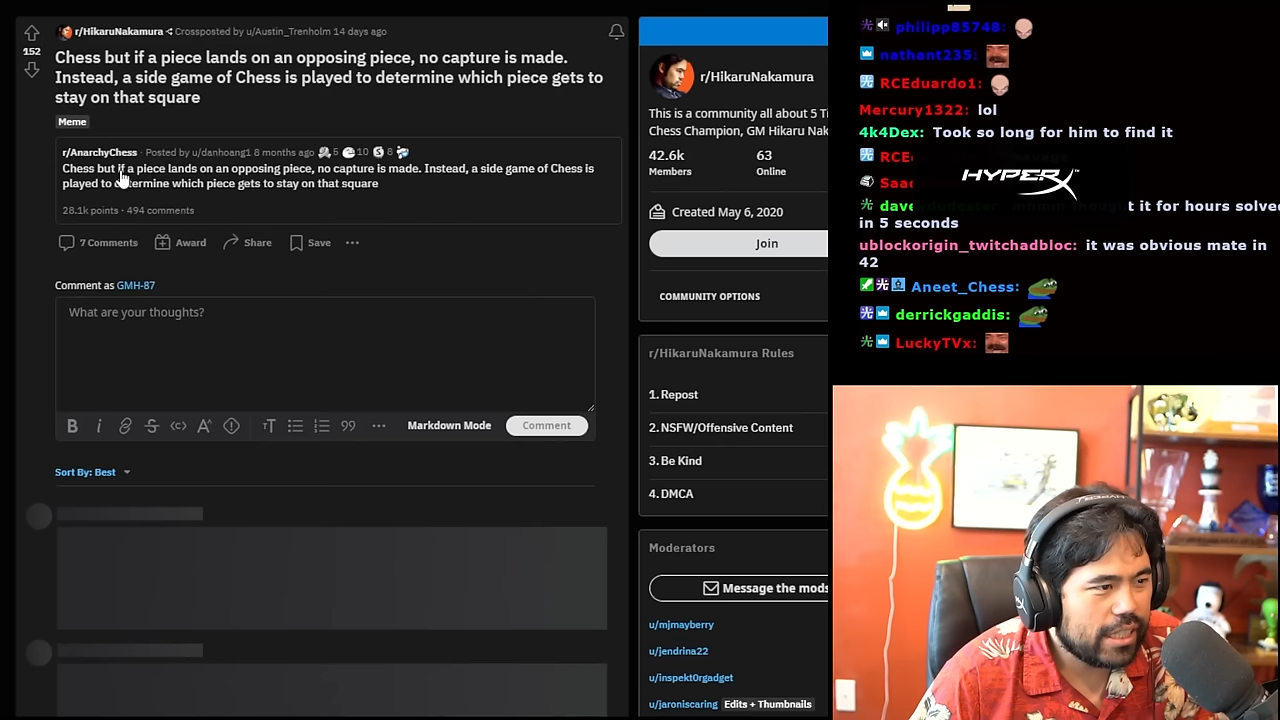 r/HikaruNakamura Crossposted by u/Austin_Trenholm 14 days ago
152
Chess but if a piece lands on an opposing piece, no capture is made.
Instead, a side game of Chess is played to determine which piece gets to
stay on that square
Meme
r/AnarchyChess · Posted by u/danhoang1 8 months ago 5 10 8
Chess but if a piece lands on an opposing piece, no capure is made. Instead, a side game of Chess is
played to determine which piece gets to stay on that square
28.1k points · 494 comments
7 Comments Award Share Save
Comment as GMH-87
What are your thoughts?
B i A T 99 Markdown Mode Comment
Sort By: Best
r/HikaruNakamura
This is a community all about 5 Ti
Chess Champion, GM Hikaru Nak
42.6k 63
Members Online
Created May 6, 2020
Join
COMMUNITY OPTIONS
r/HikaruNakamura Rules
1. Repost
2. NSFW/Offensive Content
3. Be Kind
4. DMCA
Moderators
Message the mods
u/mjmayberry
u/jendrina22
u/inspekt0rgadget
u/jaroniscaring Edits + Thumbnails
philipp85748:
nathant235:
RCEduardo1:
Mercury1322: lol
4k4Dex: Took so long for him to find it
RCE
Saa
HYPERX
dave t it for hours solve
in 5 seconds
ublockorigin_twitchadbloc: it was obvious mate in
42
Aneet_Chess:
derrickgaddis:
LuckyTVx: